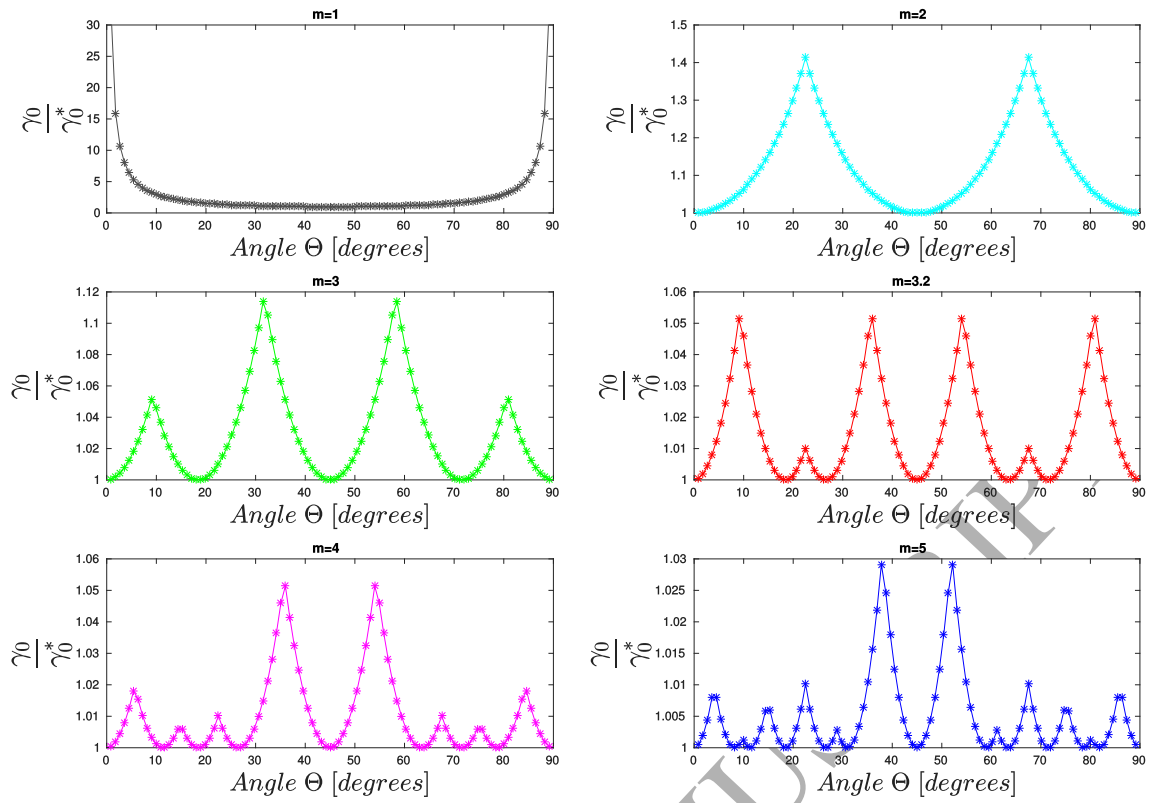 m=1
30
25
20
15
10
5
0
γ0
γ0*
0 10 20 30 40 50 60 70 80 90
Angle Θ [degrees]
m=2
1.5
1.4
1.3
1.2
1.1
1
γ0
γ0*
0 10 20 30 40 50 60 70 80 90
Angle Θ [degrees]
m=3
1.12
1.1
1.08
1.06
1.04
1.02
1
γ0
γ0*
0 10 20 30 40 50 60 70 80 90
Angle Θ [degrees]
m=3.2
1.06
1.05
1.04
1.03
1.02
1.01
1
γ0
γ0*
0 10 20 30 40 50 60 70 80 90
Angle Θ [degrees]
m=4
1.06
1.05
1.04
1.03
1.02
1.01
1
γ0
γ0*
0 10 20 30 40 50 60 70 80 90
Angle Θ [degrees]
m=5
1.03
1.025
1.02
1.015
1.01
1.005
1
γ0
γ0*
0 10 20 30 40 50 60 70 80 90
Angle Θ [degrees]